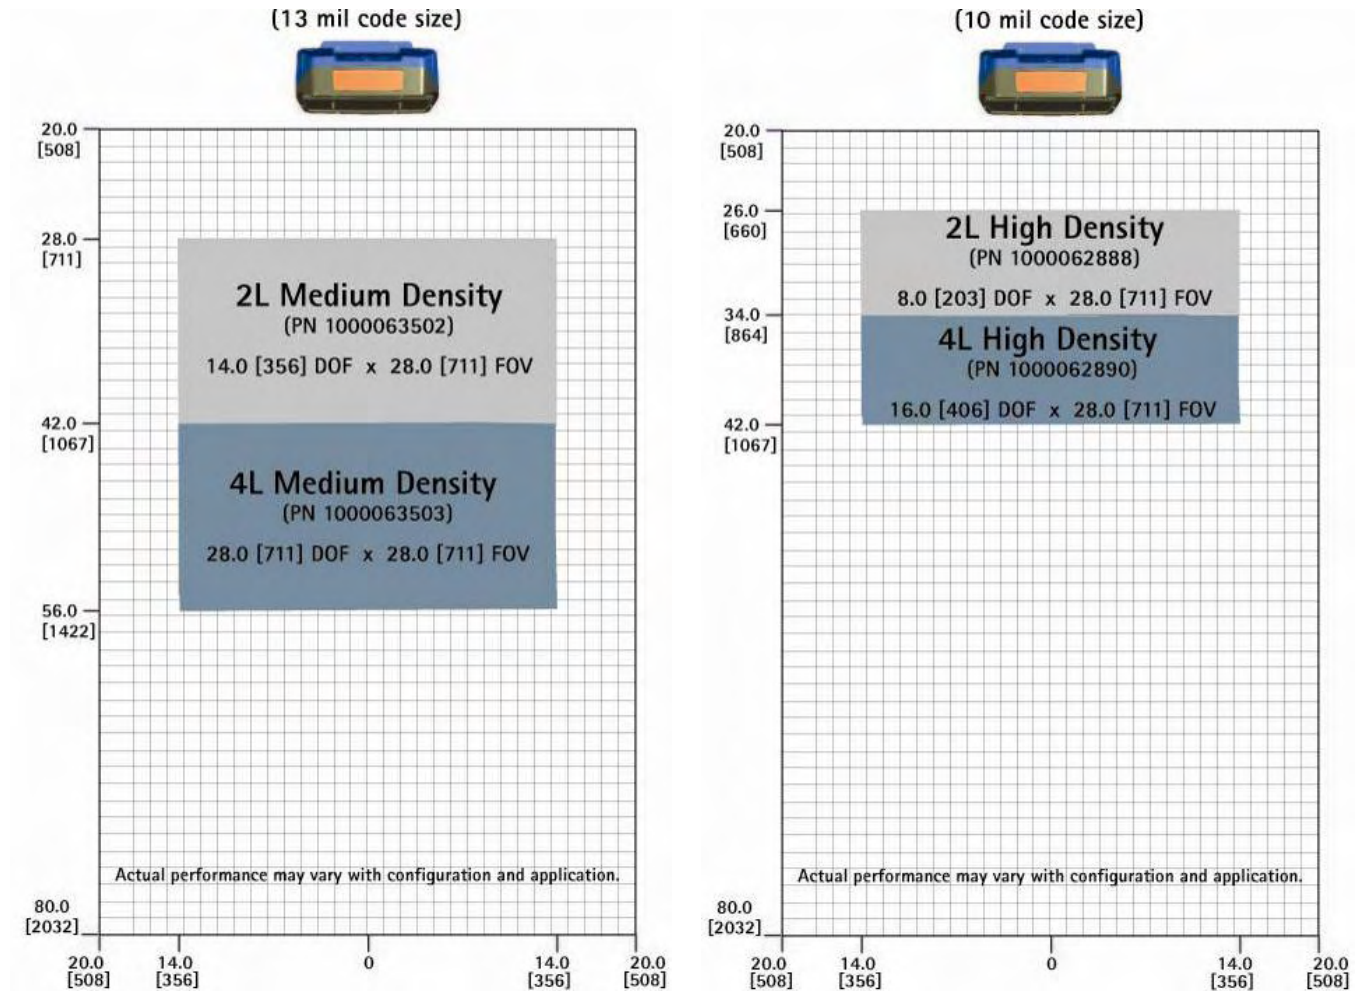 (13 mil code size)
20.0
[508]
28.0
[711]
2L Medium Density
(PN 1000063502)
14.0 [356] DOF x 28.0 [711] FOV
42.0
[1067]
4L Medium Density
(PN 1000063503)
28.0 [711] DOF x 28.0 [711] FOV
56.0
[1422]
Actual performance may vary with configuration and application.
80.0
[2032]
20.0 14.0 0 14.0 20.0
[508] [356] [356] [508]
(10 mil code size)
20.0
[508]
26.0
[660]
2L High Density
(PN 1000062888)
8.0 [203] DOF x 28.0 [711] FOV
34.0
[864]
4L High Density
(PN 1000062890)
16.0 [406] DOF x 28.0 [711] FOV
42.0
[1067]
Actual performance may vary with configuration and application.
80.0
[2032]
20.0 14.0 0 14.0 20.0
[508] [356] [356] [508]